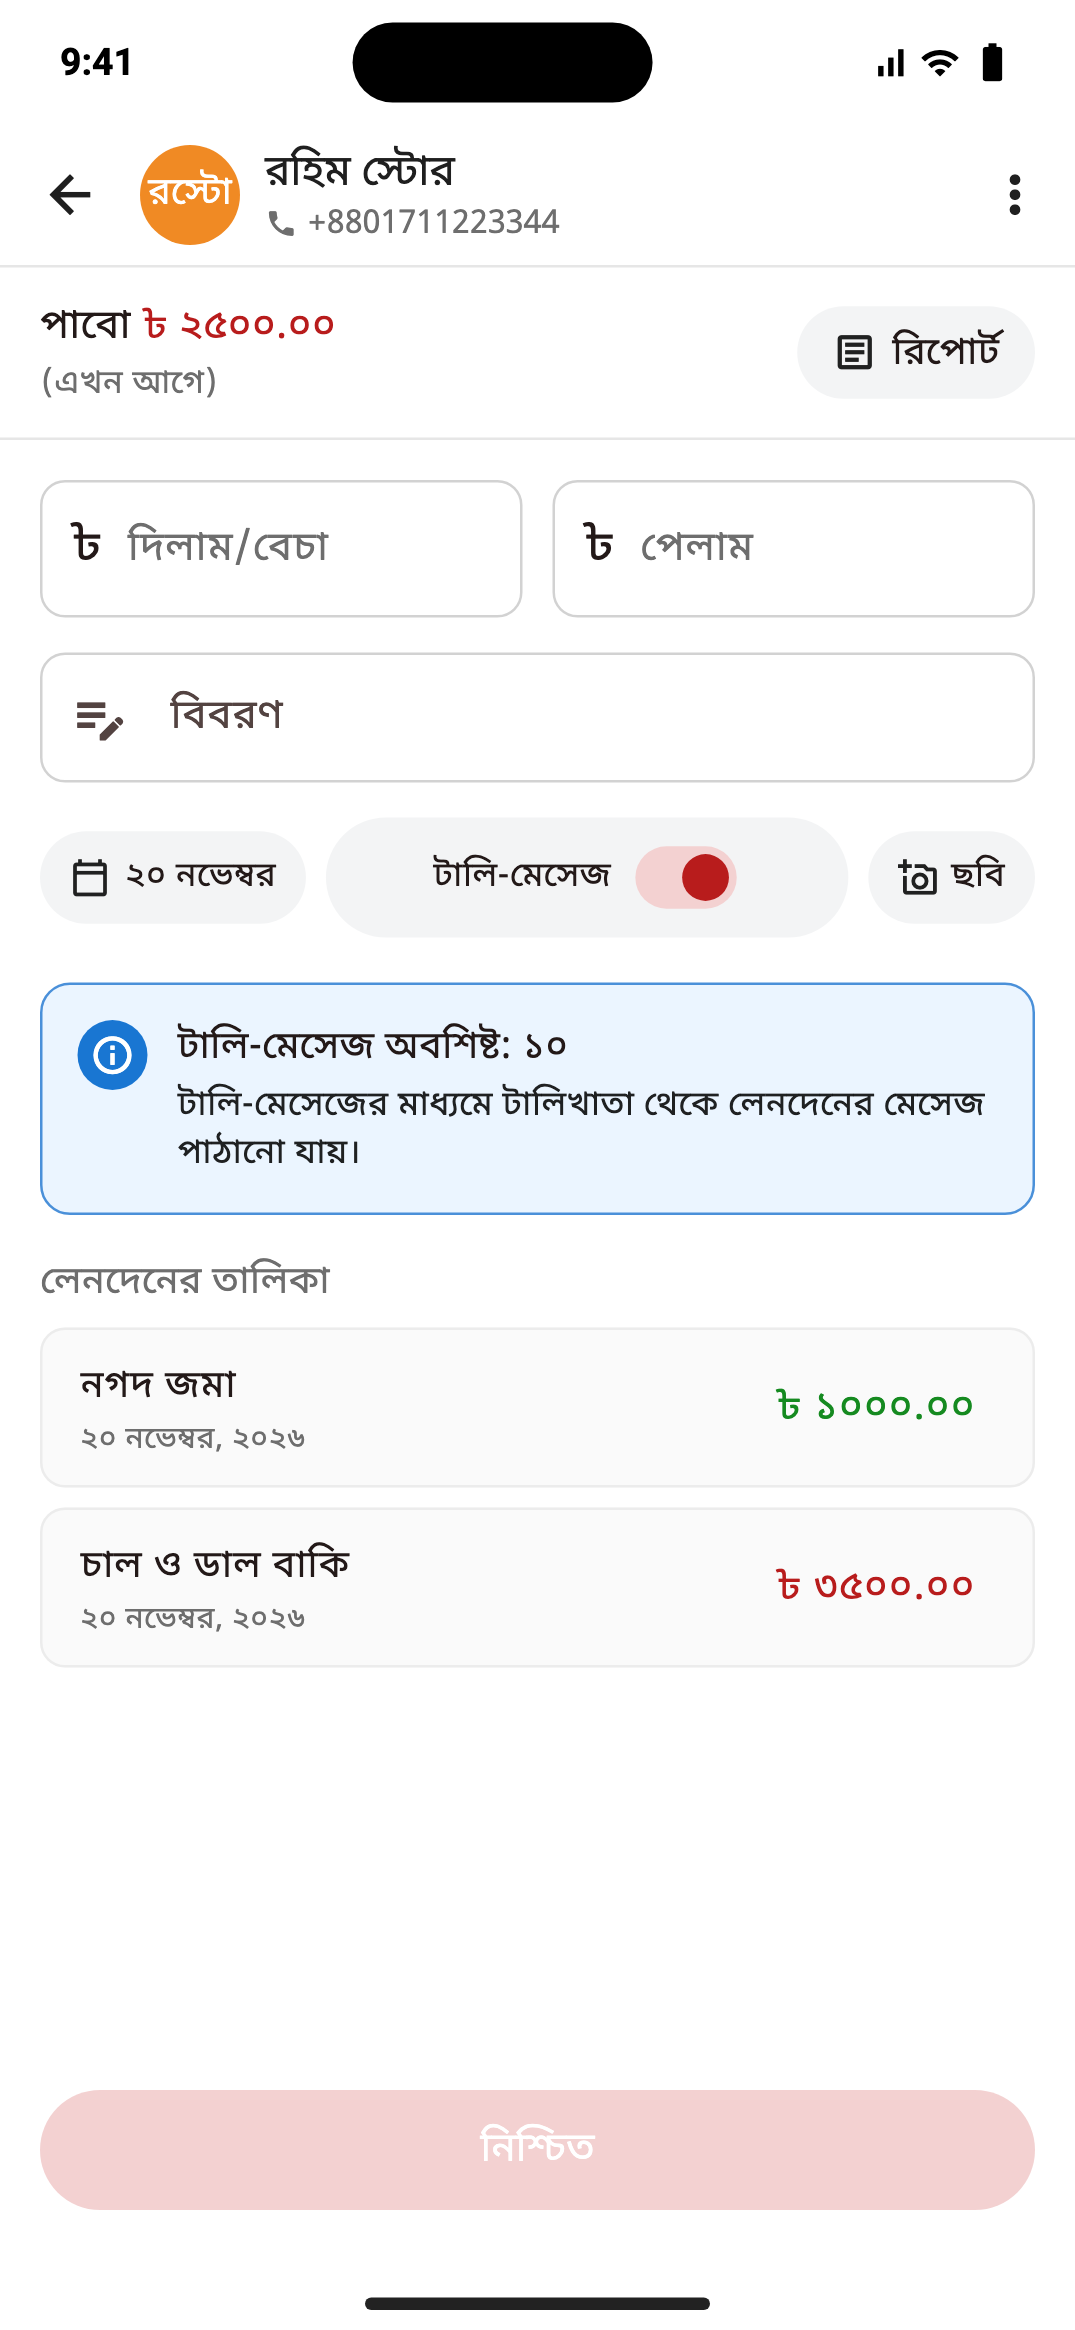 9:41
রস্টো
রহিম স্টোর
+8801711223344
পাবো ৳ ২৫০০.০০
(এখন আগে)
রিপোর্ট
৳ দিলাম/বেচা
৳ পেলাম
বিবরণ
২০ নভেম্বর
টালি-মেসেজ
ছবি
টালি-মেসেজ অবশিষ্ট: ১০
টালি-মেসেজের মাধ্যমে টালিখাতা থেকে লেনদেনের মেসেজ
পাঠানো যায়।
লেনদেনের তালিকা
নগদ জমা
২০ নভেম্বর, ২০২৬
৳ ১০০০.০০
চাল ও ডাল বাকি
২০ নভেম্বর, ২০২৬
৳ ৩৫০০.০০
নিশ্চিত